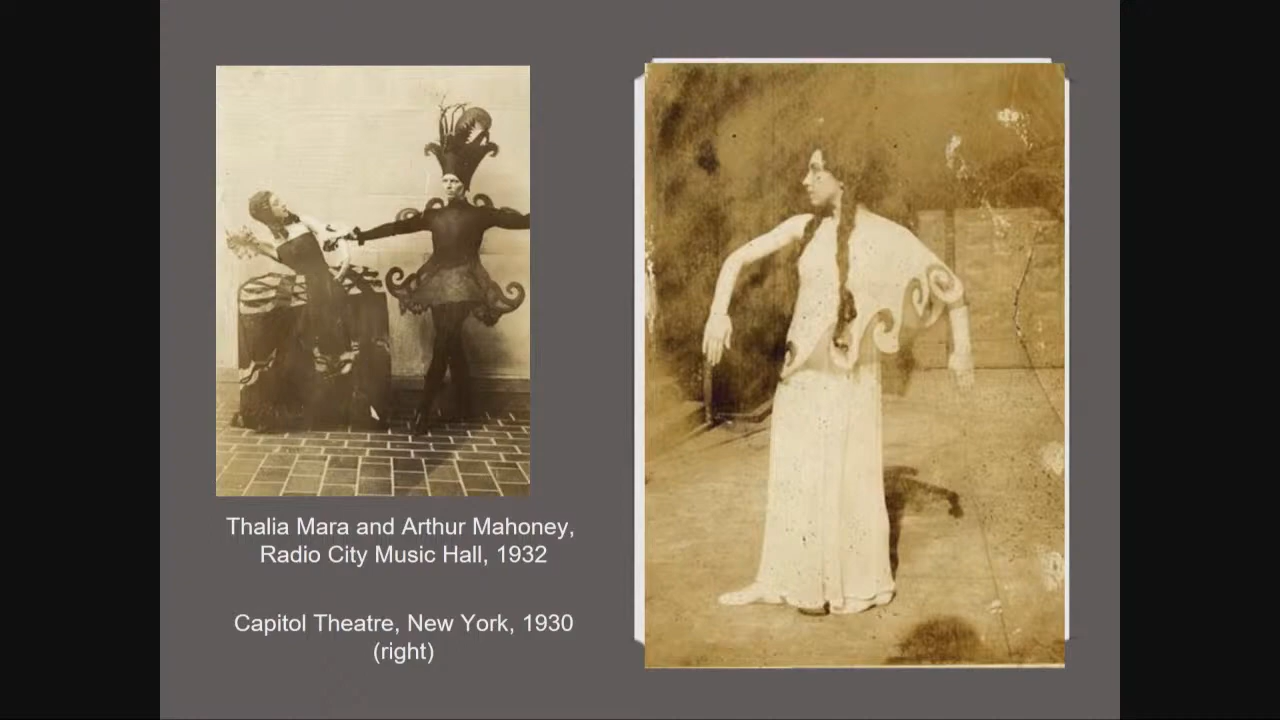 Thalia Mara and Arthur Mahoney,
Radio City Music Hall, 1932
Capitol Theatre, New York, 1930
(right)